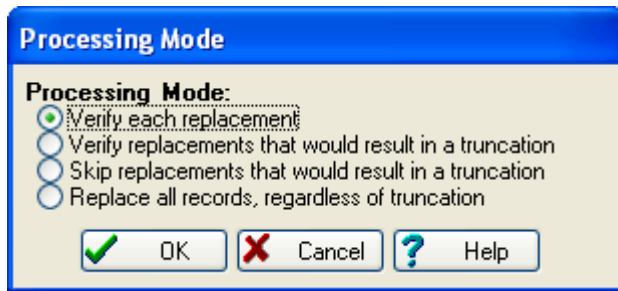 Processing Mode
Processing Mode:
Verify each replacement
Verify replacements that would result in a truncation
Skip replacements that would result in a truncation
Replace all records, regardless of truncation
OK Cancel Help